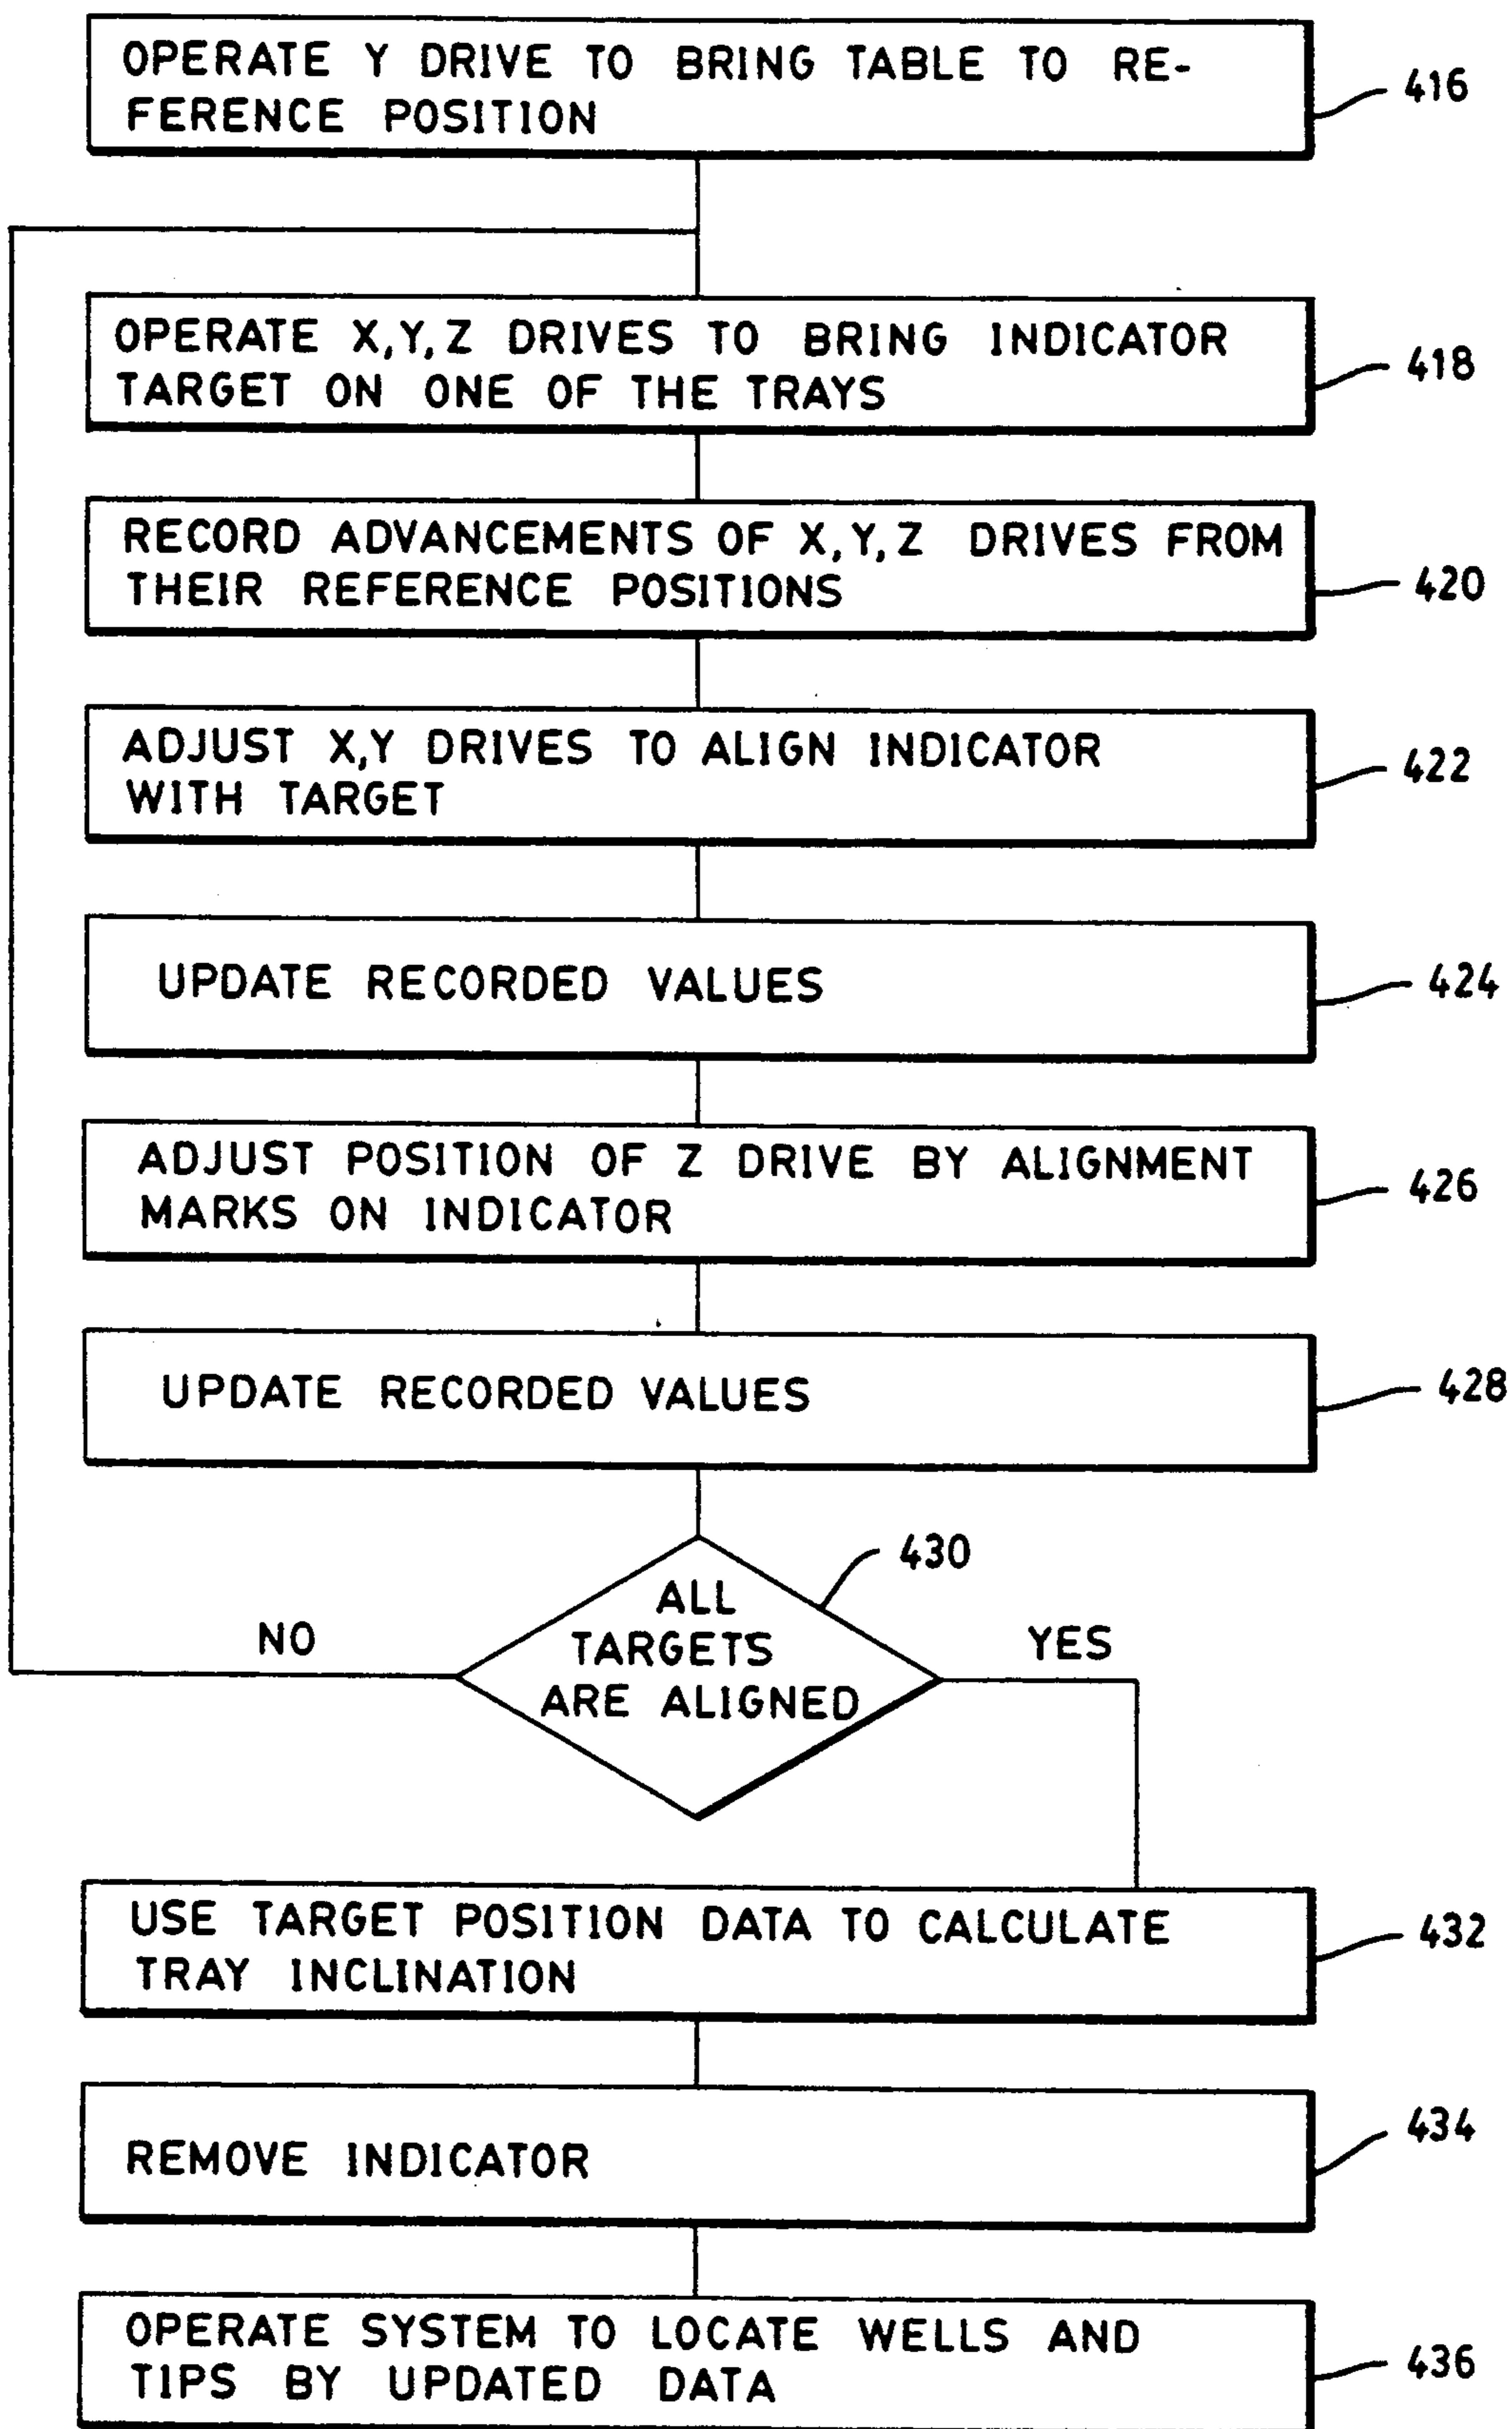 OPERATE Y DRIVE TO BRING TABLE TO RE-
FERENCE POSITION
416
OPERATE X,Y,Z DRIVES TO BRING INDICATOR
TARGET ON ONE OF THE TRAYS
418
RECORD ADVANCEMENTS OF X,Y,Z DRIVES FROM
THEIR REFERENCE POSITIONS
420
ADJUST X,Y DRIVES TO ALIGN INDICATOR
WITH TARGET
422
UPDATE RECORDED VALUES
424
ADJUST POSITION OF Z DRIVE BY ALIGNMENT
MARKS ON INDICATOR
426
UPDATE RECORDED VALUES
428
430
ALL
TARGETS
ARE ALIGNED
NO
YES
USE TARGET POSITION DATA TO CALCULATE
TRAY INCLINATION
432
REMOVE INDICATOR
434
OPERATE SYSTEM TO LOCATE WELLS AND
TIPS BY UPDATED DATA
436